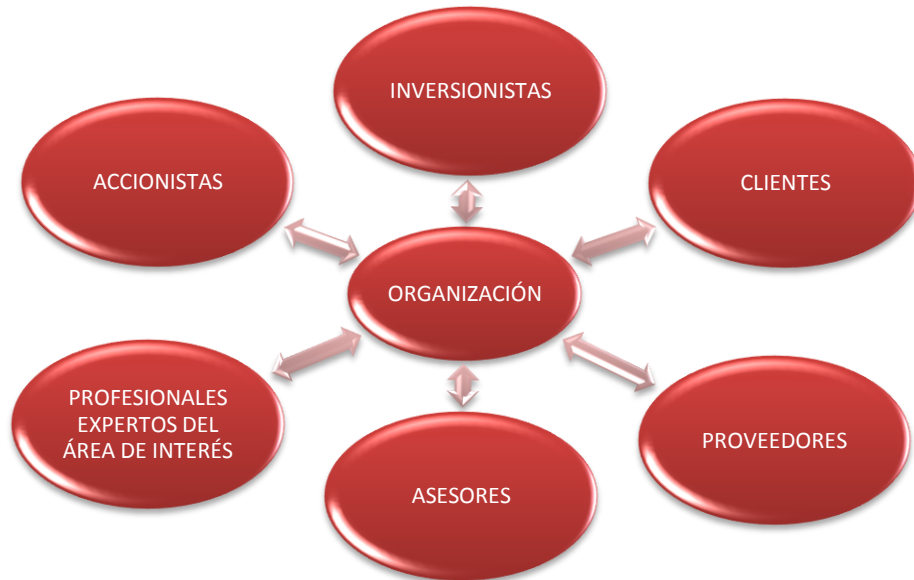 INVERSIONISTAS
ACCIONISTAS
CLIENTES
ORGANIZACIÓN
PROFESIONALES
EXPERTOS DEL
ÁREA DE INTERÉS
PROVEEDORES
ASESORES